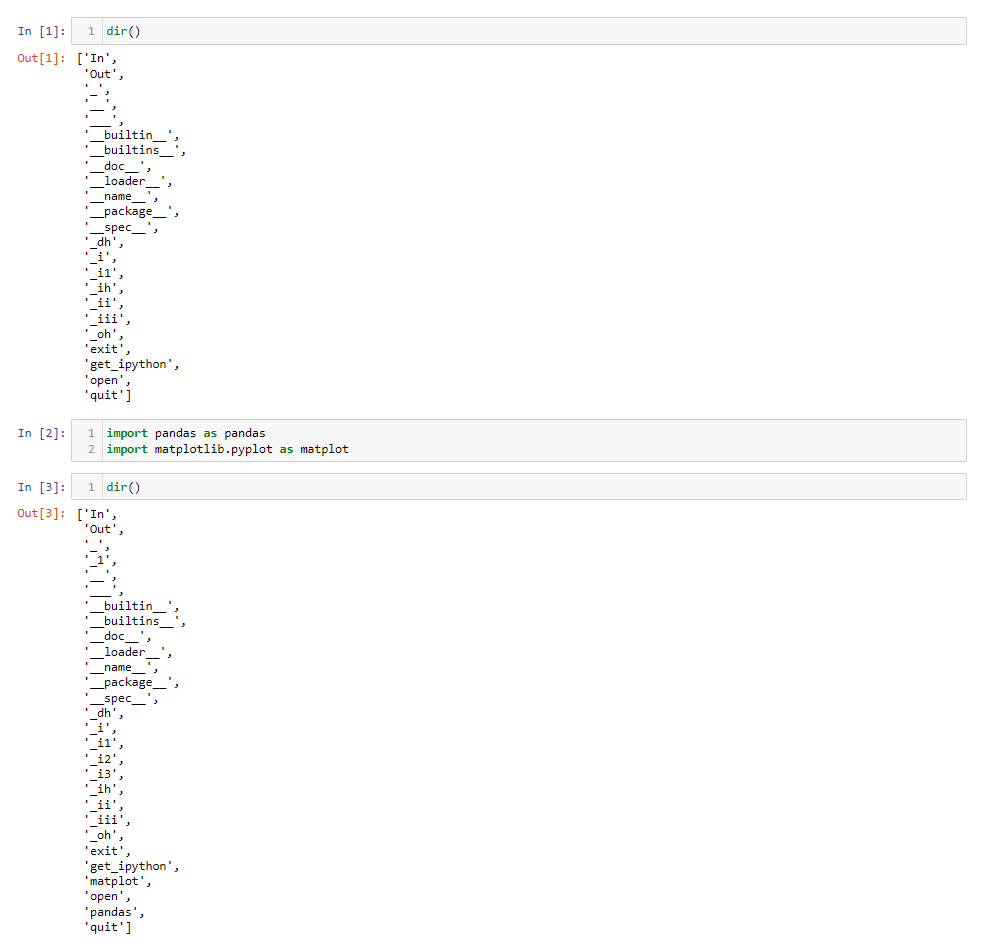 In [1]: 1 dir()
Out[1]: ['In',
'Out',
'_',
'__',
'___',
'__builtin__',
'__builtins__',
'__doc__',
'__loader__',
'__name__',
'__package__',
'__spec__',
'_dh',
'_i',
'_i1',
'_ih',
'_ii',
'_iii',
'_oh',
'exit',
'get_ipython',
'open',
'quit']
In [2]: 1 import pandas as pandas
2 import matplotlib.pyplot as matplot
In [3]: 1 dir()
Out[3]: ['In',
'Out',
'_',
'_1',
'__',
'___',
'__builtin__',
'__builtins__',
'__doc__',
'__loader__',
'__name__',
'__package__',
'__spec__',
'_dh',
'_i',
'_i1',
'_i2',
'_i3',
'_ih',
'_ii',
'_iii',
'_oh',
'exit',
'get_ipython',
'matplot',
'open',
'pandas',
'quit']